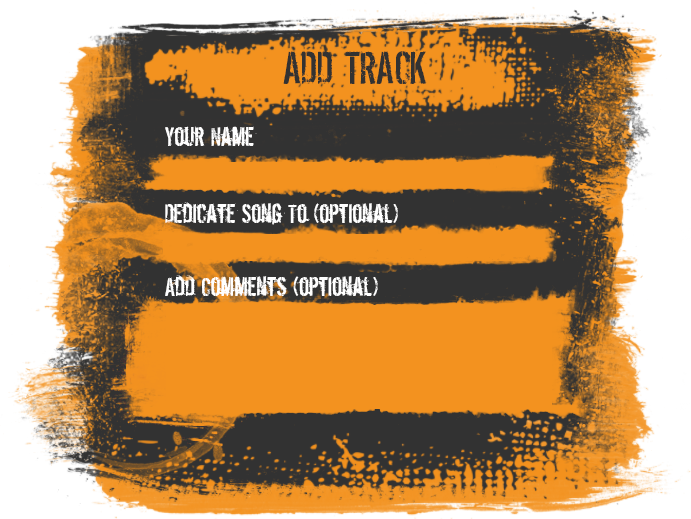 ADD TRACK
YOUR NAME
DEDICATE SONG TO (OPTIONAL)
ADD COMMENTS (OPTIONAL)